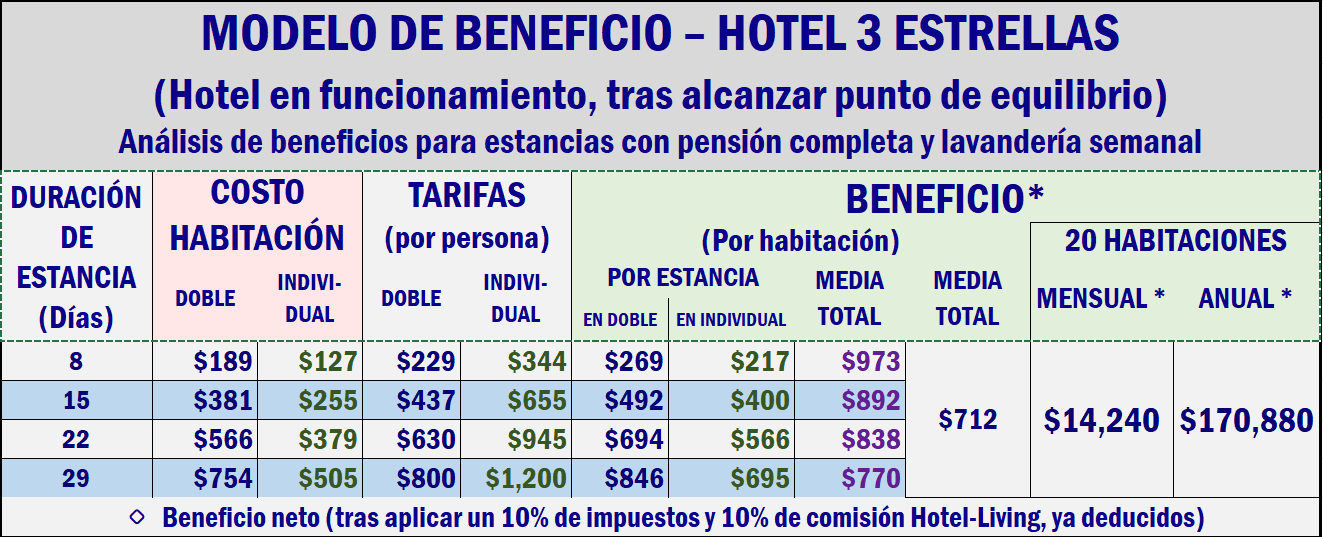 MODELO DE BENEFICIO – HOTEL 3 ESTRELLAS
(Hotel en funcionamiento, tras alcanzar punto de equilibrio)
Análisis de beneficios para estancias con pensión completa y lavandería semanal
DURACIÓN DE ESTANCIA (Días)
COSTO HABITACIÓN
DOBLE INDIVI-DUAL
TARIFAS (por persona)
DOBLE INDIVI-DUAL
BENEFICIO*
(Por habitación)
POR ESTANCIA
EN DOBLE EN INDIVIDUAL
MEDIA TOTAL
MEDIA TOTAL
20 HABITACIONES
MENSUAL * ANUAL *
8 $189 $127 $229 $344 $269 $217 $973
15 $381 $255 $437 $655 $492 $400 $892
22 $566 $379 $630 $945 $694 $566 $838
29 $754 $505 $800 $1,200 $846 $695 $770
$712 $14,240 $170,880
◇ Beneficio neto (tras aplicar un 10% de impuestos y 10% de comisión Hotel-Living, ya deducidos)